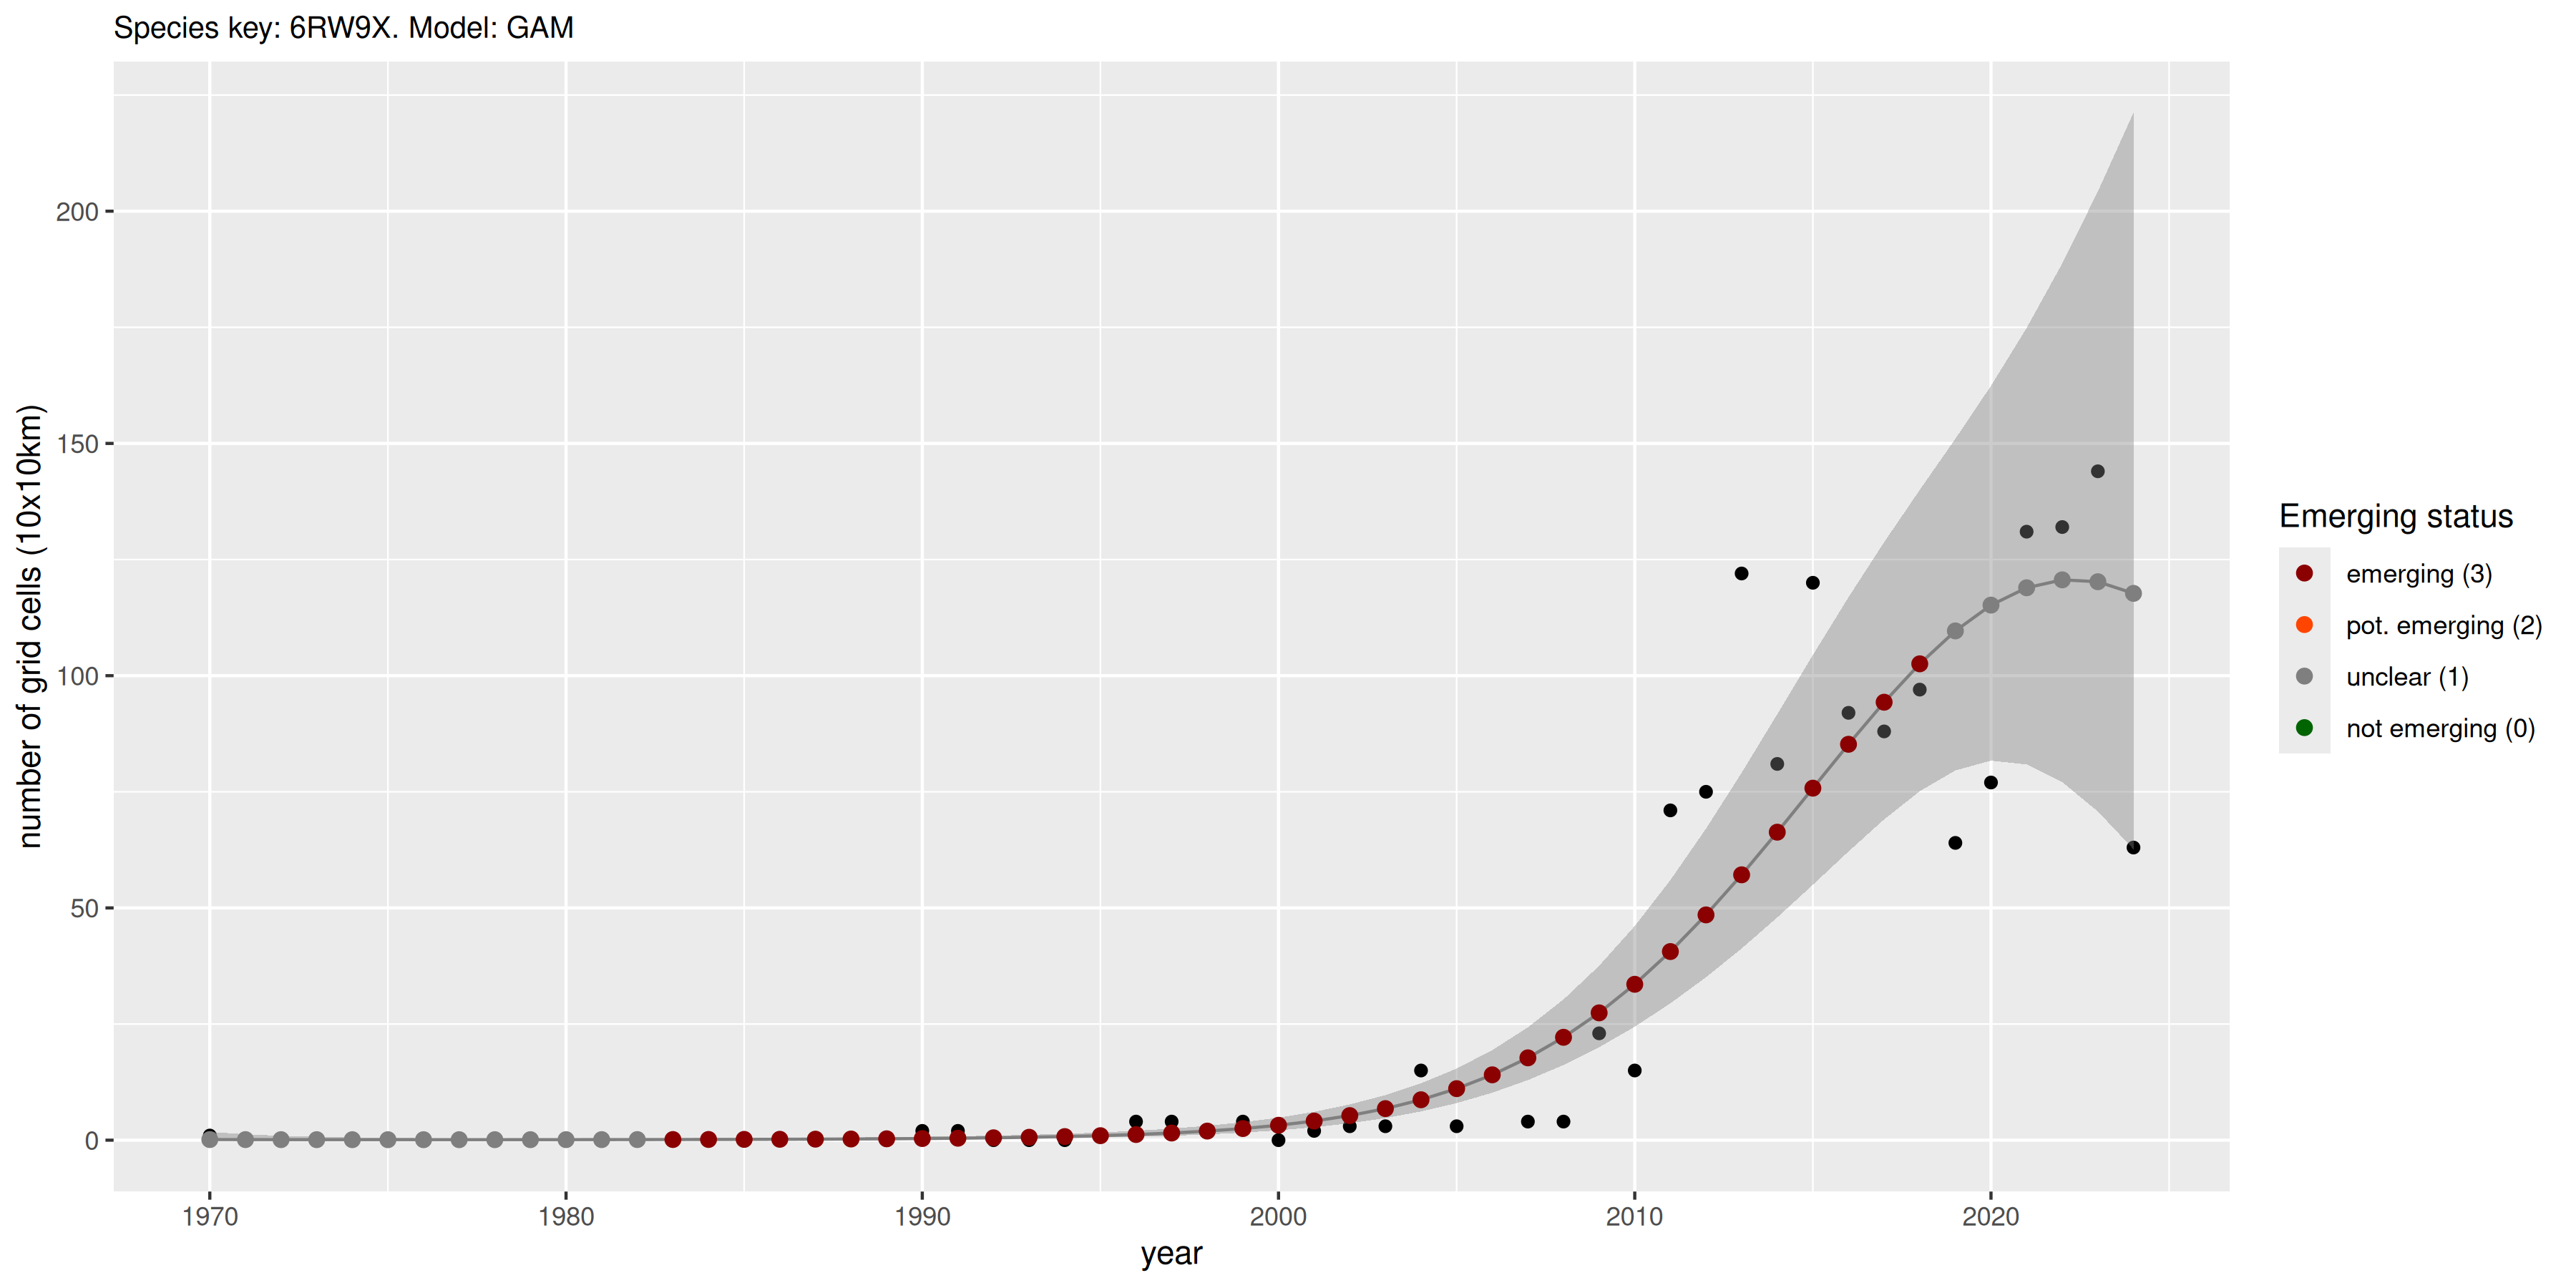 Species key: 6RW9X. Model: GAM
number of grid cells (10x10km)
200
150
100
50
0
1970
1980
1990
2000
2010
2020
year
Emerging status
emerging (3)
pot. emerging (2)
unclear (1)
not emerging (0)